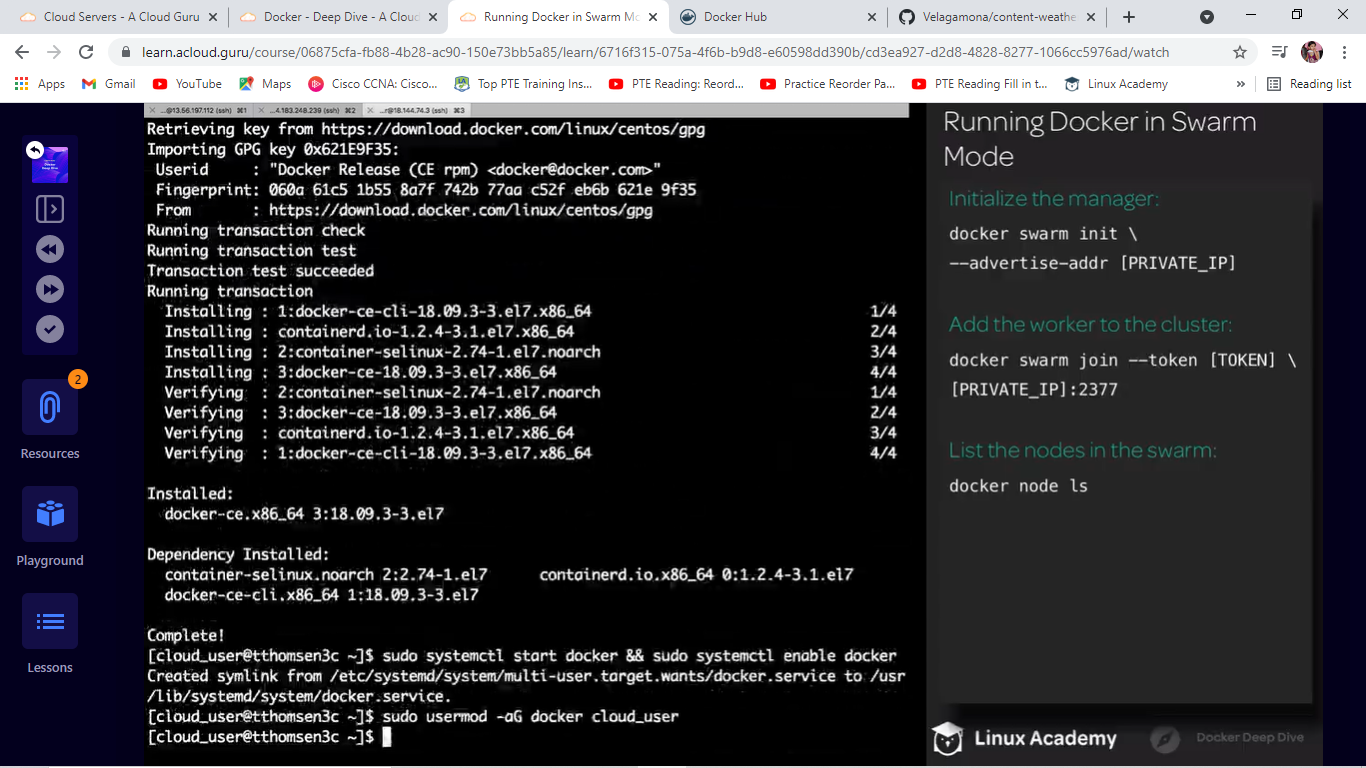 Cloud Servers - A Cloud Guru
Docker - Deep Dive - A Cloud
Running Docker in Swarm Mo
Docker Hub
Velagamona/content-weathe
learn.acloud.guru/course/06875cfa-fb88-4b28-ac90-150e73bb5a85/learn/6716f315-075a-4f6b-b9d8-e60598dd390b/cd3ea927-d2d8-4828-8277-1066cc5976ad/watch
Apps
Gmail
YouTube
Maps
Cisco CCNA: Cisco...
Top PTE Training Ins...
PTE Reading: Reord...
Practice Reorder Pa...
PTE Reading Fill in t...
Linux Academy
»
Reading list
2
Resources
Playground
Lessons
...@13.56.197.112 (ssh) ⌘1
...4.183.248.239 (ssh) ⌘2
...r@18.144.74.3 (ssh) ⌘3
Retrieving key from https://download.docker.com/linux/centos/gpg
Importing GPG key 0x621E9F35:
Userid : "Docker Release (CE rpm) <docker@docker.com>"
Fingerprint: 060a 61c5 1b55 8a7f 742b 77aa c52f eb6b 621e 9f35
From : https://download.docker.com/linux/centos/gpg
Running transaction check
Running transaction test
Transaction test succeeded
Running transaction
Installing : 1:docker-ce-cli-18.09.3-3.el7.x86_64 1/4
Installing : containerd.io-1.2.4-3.1.el7.x86_64 2/4
Installing : 2:container-selinux-2.74-1.el7.noarch 3/4
Installing : 3:docker-ce-18.09.3-3.el7.x86_64 4/4
Verifying : 2:container-selinux-2.74-1.el7.noarch 1/4
Verifying : 3:docker-ce-18.09.3-3.el7.x86_64 2/4
Verifying : containerd.io-1.2.4-3.1.el7.x86_64 3/4
Verifying : 1:docker-ce-cli-18.09.3-3.el7.x86_64 4/4
Installed:
docker-ce.x86_64 3:18.09.3-3.el7
Dependency Installed:
container-selinux.noarch 2:2.74-1.el7 containerd.io.x86_64 0:1.2.4-3.1.el7
docker-ce-cli.x86_64 1:18.09.3-3.el7
Complete!
[cloud_user@tthomsen3c ~]$ sudo systemctl start docker && sudo systemctl enable docker
Created symlink from /etc/systemd/system/multi-user.target.wants/docker.service to /usr
/lib/systemd/system/docker.service.
[cloud_user@tthomsen3c ~]$ sudo usermod -aG docker cloud_user
[cloud_user@tthomsen3c ~]$
Running Docker in Swarm
Mode
Initialize the manager:
docker swarm init \
--advertise-addr [PRIVATE_IP]
Add the worker to the cluster:
docker swarm join --token [TOKEN] \
[PRIVATE_IP]:2377
List the nodes in the swarm:
docker node ls
Linux Academy
Docker Deep Dive